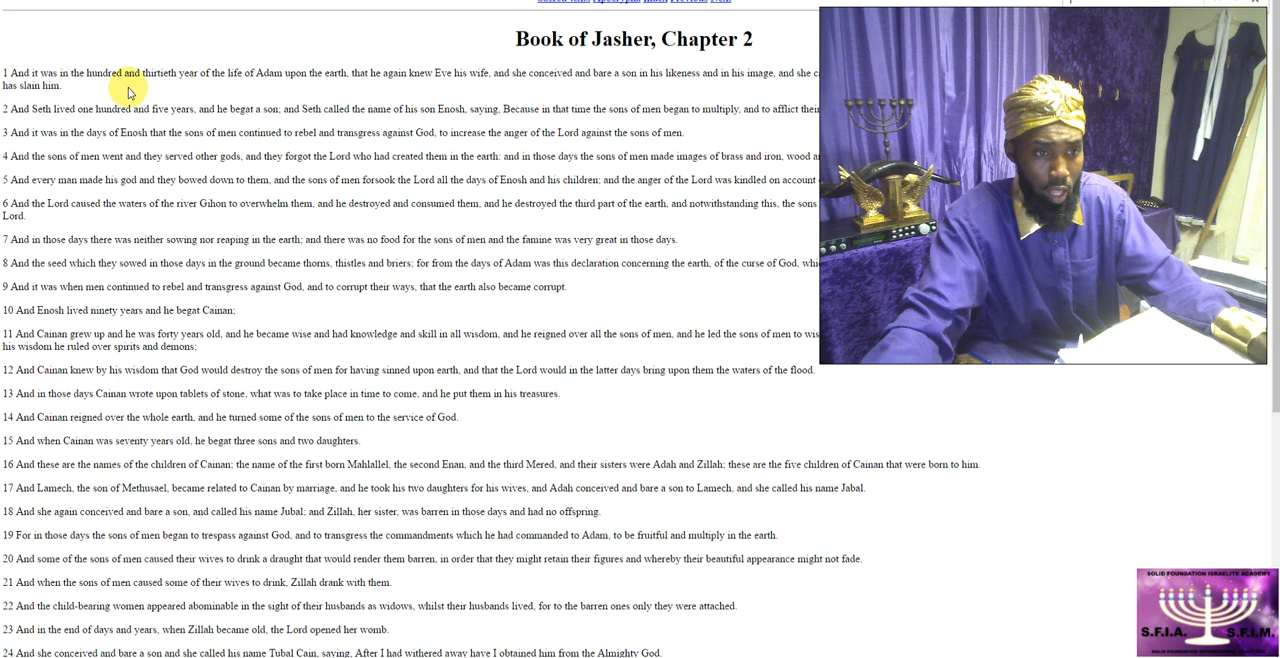 Book of Jasher, Chapter 2
1 And it was in the hundred and thirtieth year of the life of Adam upon the earth, that he again knew Eve his wife, and she conceived and bare a son in his likeness and in his image, and she
has slain him.
2 And Seth lived one hundred and five years, and he begat a son; and Seth called the name of his son Enosh, saying, Because in that time the sons of men began to multiply, and to afflict their
3 And it was in the days of Enosh that the sons of men continued to rebel and transgress against God, to increase the anger of the Lord against the sons of men.
4 And the sons of men went and they served other gods, and they forgot the Lord who had created them in the earth: and in those days the sons of men made images of brass and iron, wood
5 And every man made his god and they bowed down to them, and the sons of men forsook the Lord all the days of Enosh and his children; and the anger of the Lord was kindled on account
6 And the Lord caused the waters of the river Gihon to overwhelm them, and he destroyed and consumed them, and he destroyed the third part of the earth, and notwithstanding this, the sons
Lord.
7 And in those days there was neither sowing nor reaping in the earth; and there was no food for the sons of men and the famine was very great in those days.
8 And the seed which they sowed in those days in the ground became thorns, thistles and briers; for from the days of Adam was this declaration concerning the earth, of the curse of God,
9 And it was when men continued to rebel and transgress against God, and to corrupt their ways, that the earth also became corrupt.
10 And Enosh lived ninety years and he begat Cainan;
11 And Cainan grew up and he was forty years old, and he became wise and had knowledge and skill in all wisdom, and he reigned over all the sons of men, and he led the sons of men to
his wisdom he ruled over spirits and demons;
12 And Cainan knew by his wisdom that God would destroy the sons of men for having sinned upon earth, and that the Lord would in the latter days bring upon them the waters of the flood.
13 And in those days Cainan wrote upon tablets of stone, what was to take place in time to come, and he put them in his treasures.
14 And Cainan reigned over the whole earth, and he turned some of the sons of men to the service of God.
15 And when Cainan was seventy years old, he begat three sons and two daughters.
16 And these are the names of the children of Cainan; the name of the first born Mahlallel, the second Enan, and the third Mered, and their sisters were Adah and Zillah; these are the five children of Cainan that were born to him.
17 And Lamech, the son of Methusael, became related to Cainan by marriage, and he took his two daughters for his wives, and Adah conceived and bare a son to Lamech, and she called his name Jabal.
18 And she again conceived and bare a son, and called his name Jubal; and Zillah, her sister, was barren in those days and had no offspring.
19 For in those days the sons of men began to trespass against God, and to transgress the commandments which he had commanded to Adam, to be fruitful and multiply in the earth.
20 And some of the sons of men caused their wives to drink a draught that would render them barren, in order that they might retain their figures and whereby their beautiful appearance might not fade.
21 And when the sons of men caused some of their wives to drink, Zillah drank with them.
22 And the child-bearing women appeared abominable in the sight of their husbands as widows, whilst their husbands lived, for to the barren ones only they were attached.
23 And in the end of days and years, when Zillah became old, the Lord opened her womb.
24 And she conceived and bare a son and she called his name Tubal Cain, saying, After I had withered away have I obtained him from the Almighty God.
SOLID FOUNDATION ISRAELITE ACADEMY
S.F.I.A. S.F.I.M.